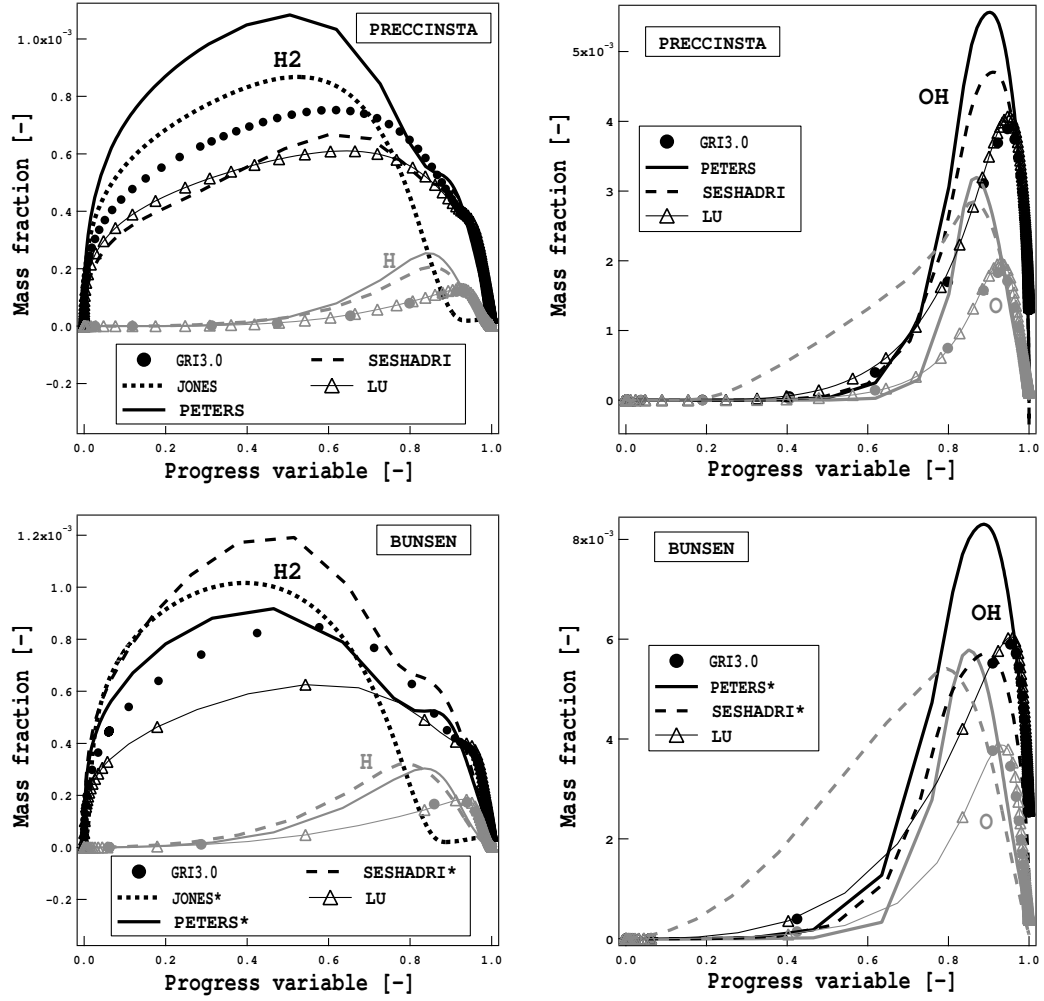 PRECCINSTA
1.0x10⁻³
0.8
0.6
0.4
0.2
0.0
−0.2
Mass fraction [-]
H2
H
GRI3.0
JONES
PETERS
SESHADRI
LU
0.0 0.2 0.4 0.6 0.8 1.0
Progress variable [-]
PRECCINSTA
5x10⁻³
4
3
2
1
0
Mass fraction [-]
OH
O
GRI3.0
PETERS
SESHADRI
LU
0.0 0.2 0.4 0.6 0.8 1.0
Progress variable [-]
BUNSEN
1.2x10⁻³
1.0
0.8
0.6
0.4
0.2
0.0
−0.2
Mass fraction [-]
H2
H
GRI3.0
JONES*
PETERS*
SESHADRI*
LU
0.0 0.2 0.4 0.6 0.8 1.0
Progress variable [-]
BUNSEN
8x10⁻³
6
4
2
0
Mass fraction [-]
OH
O
GRI3.0
PETERS*
SESHADRI*
LU
0.0 0.2 0.4 0.6 0.8 1.0
Progress variable [-]